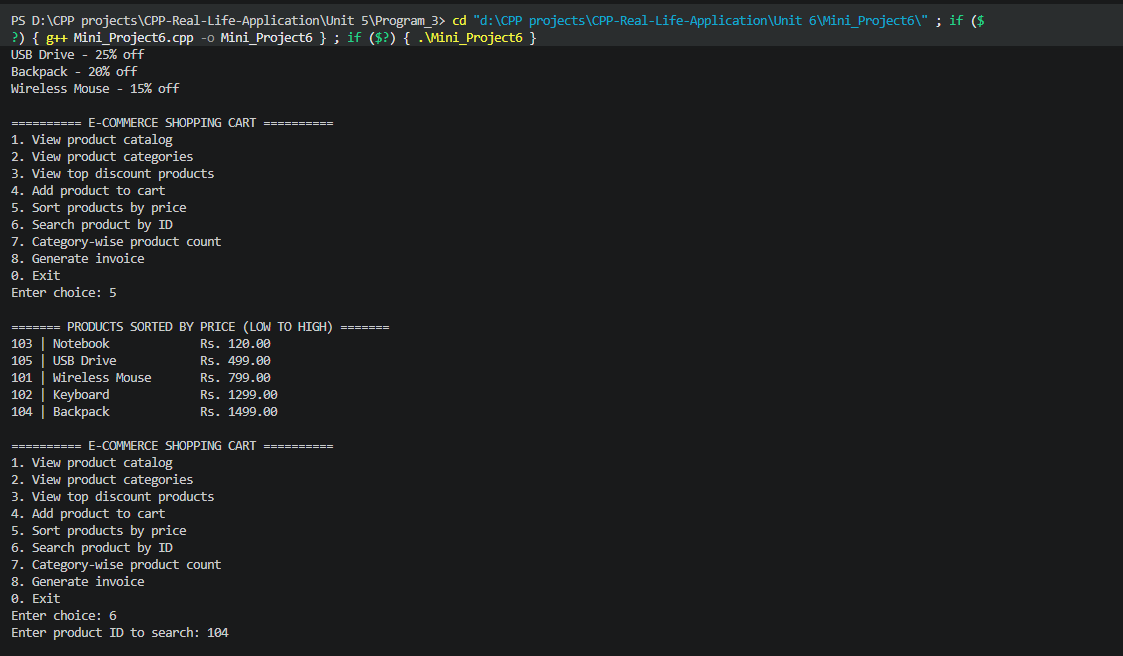 PS D:\CPP projects\CPP-Real-Life-Application\Unit 5\Program_3> cd "d:\CPP projects\CPP-Real-Life-Application\Unit 6\Mini_Project6\" ; if ($
?) { g++ Mini_Project6.cpp -o Mini_Project6 } ; if ($?) { .\Mini_Project6 }
USB Drive - 25% off
Backpack - 20% off
Wireless Mouse - 15% off
========== E-COMMERCE SHOPPING CART ==========
1. View product catalog
2. View product categories
3. View top discount products
4. Add product to cart
5. Sort products by price
6. Search product by ID
7. Category-wise product count
8. Generate invoice
0. Exit
Enter choice: 5
======= PRODUCTS SORTED BY PRICE (LOW TO HIGH) =======
103 | Notebook Rs. 120.00
105 | USB Drive Rs. 499.00
101 | Wireless Mouse Rs. 799.00
102 | Keyboard Rs. 1299.00
104 | Backpack Rs. 1499.00
========== E-COMMERCE SHOPPING CART ==========
1. View product catalog
2. View product categories
3. View top discount products
4. Add product to cart
5. Sort products by price
6. Search product by ID
7. Category-wise product count
8. Generate invoice
0. Exit
Enter choice: 6
Enter product ID to search: 104